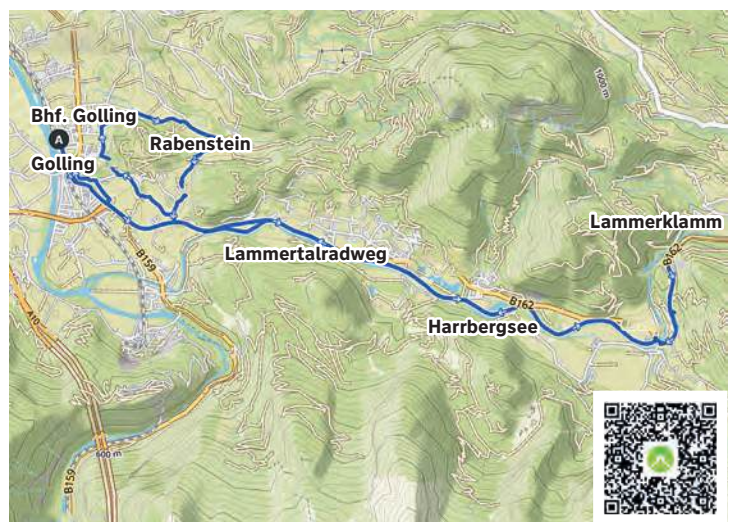 1000 m
Bhf. Golling
A
Rabenstein
Golling
Lammerklamm
B162
Lammertalradweg
B159
B162
Harrbergsee
A10
600 m
B159